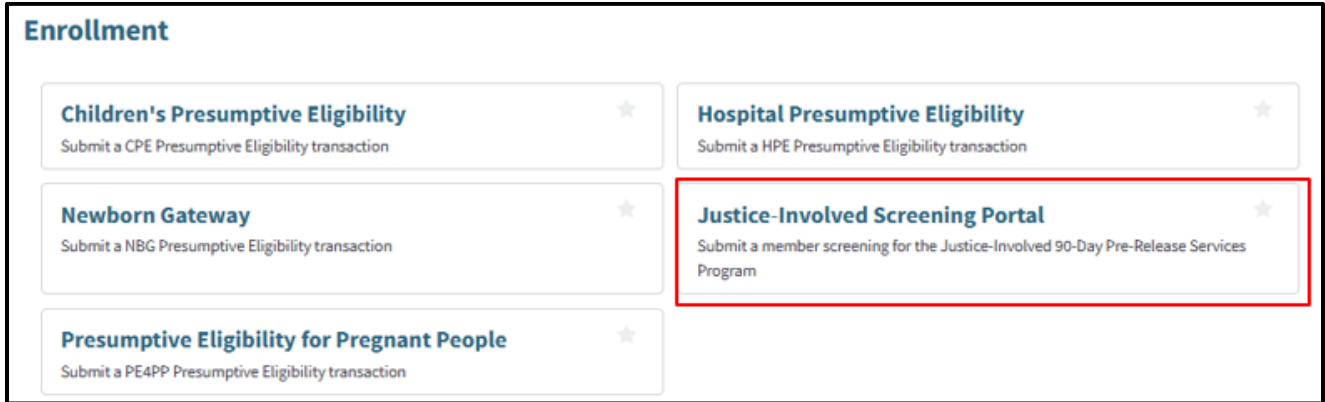 Enrollment
Children's Presumptive Eligibility
Submit a CPE Presumptive Eligibility transaction
Hospital Presumptive Eligibility
Submit a HPE Presumptive Eligibility transaction
Newborn Gateway
Submit a NBG Presumptive Eligibility transaction
Justice-Involved Screening Portal
Submit a member screening for the Justice-Involved 90-Day Pre-Release Services
Program
Presumptive Eligibility for Pregnant People
Submit a PE4PP Presumptive Eligibility transaction